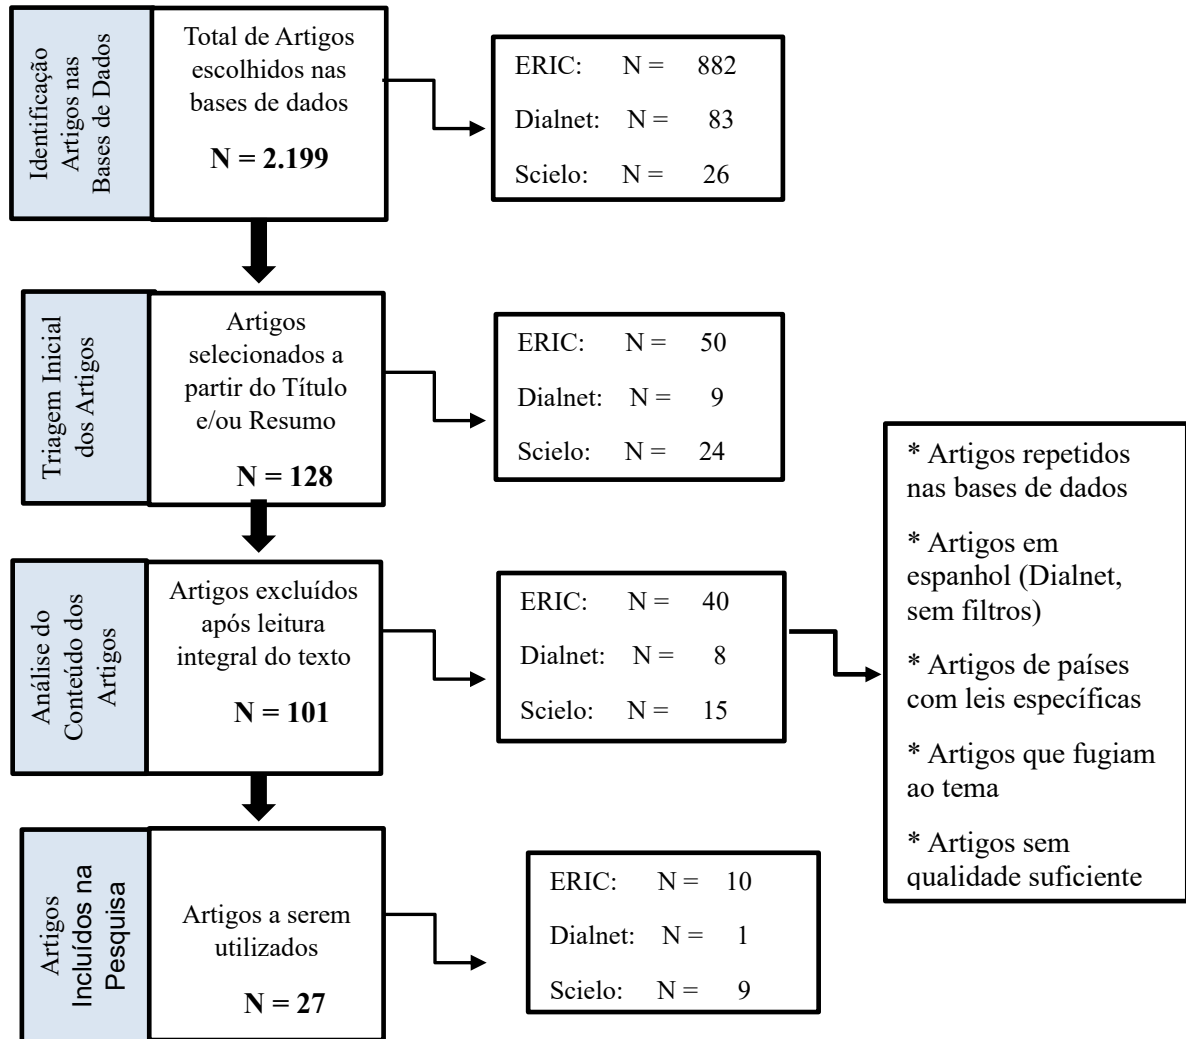 Identificação
Artigos nas
Bases de Dados
Total de Artigos
escolhidos nas
bases de dados
N = 2.199
ERIC: N = 882
Dialnet: N = 83
Scielo: N = 26
Triagem Inicial
dos Artigos
Artigos
selecionados a
partir do Título
e/ou Resumo
N = 128
ERIC: N = 50
Dialnet: N = 9
Scielo: N = 24
Análise do
Conteúdo dos
Artigos
Artigos excluídos
após leitura
integral do texto
N = 101
ERIC: N = 40
Dialnet: N = 8
Scielo: N = 15
* Artigos repetidos
nas bases de dados
* Artigos em
espanhol (Dialnet,
sem filtros)
* Artigos de países
com leis específicas
* Artigos que fugiam
ao tema
* Artigos sem
qualidade suficiente
Artigos
Incluídos na
Pesquisa
Artigos a serem
utilizados
N = 27
ERIC: N = 10
Dialnet: N = 1
Scielo: N = 9